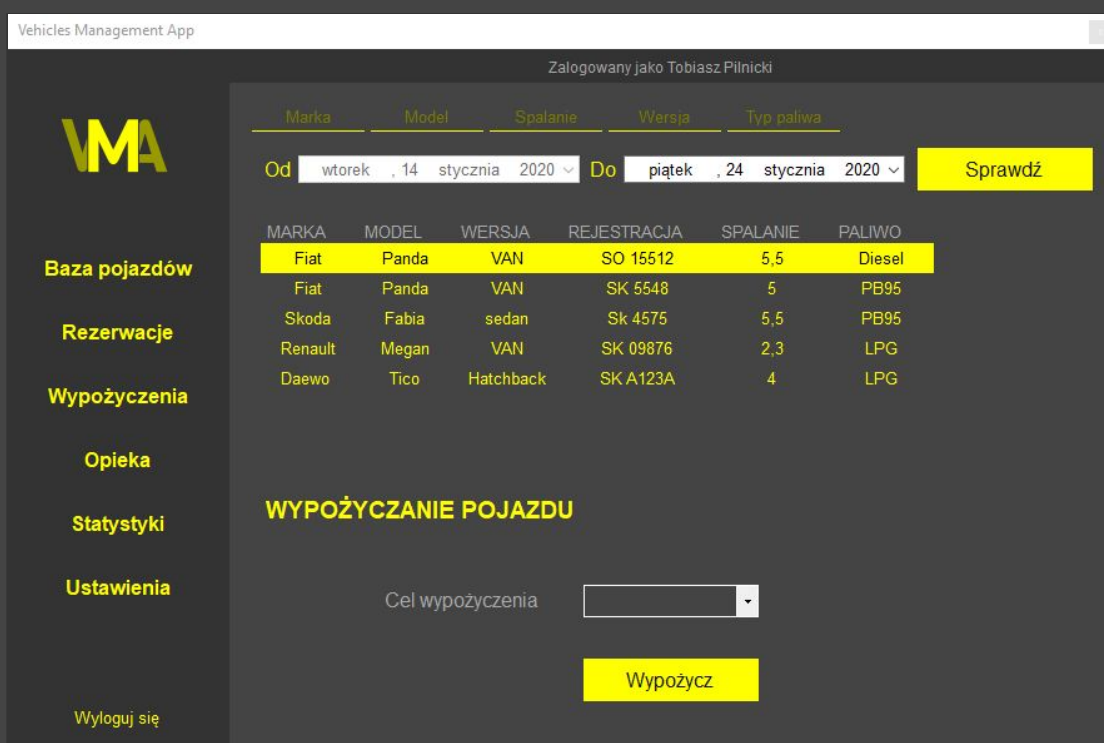 Vehicles Management App
Zalogowany jako Tobiasz Pilnicki
VMA
Marka Model Spalanie Wersja Typ paliwa
Od wtorek , 14 stycznia 2020 Do piątek , 24 stycznia 2020 Sprawdź
MARKA MODEL WERSJA REJESTRACJA SPALANIE PALIWO
Fiat Panda VAN SO 15512 5,5 Diesel
Fiat Panda VAN SK 5548 5 PB95
Skoda Fabia sedan Sk 4575 5,5 PB95
Renault Megan VAN SK 09876 2,3 LPG
Daewo Tico Hatchback SK A123A 4 LPG
Baza pojazdów
Rezerwacje
Wypożyczenia
Opieka
Statystyki
Ustawienia
Wyloguj się
WYPOŻYCZANIE POJAZDU
Cel wypożyczenia
Wypożycz